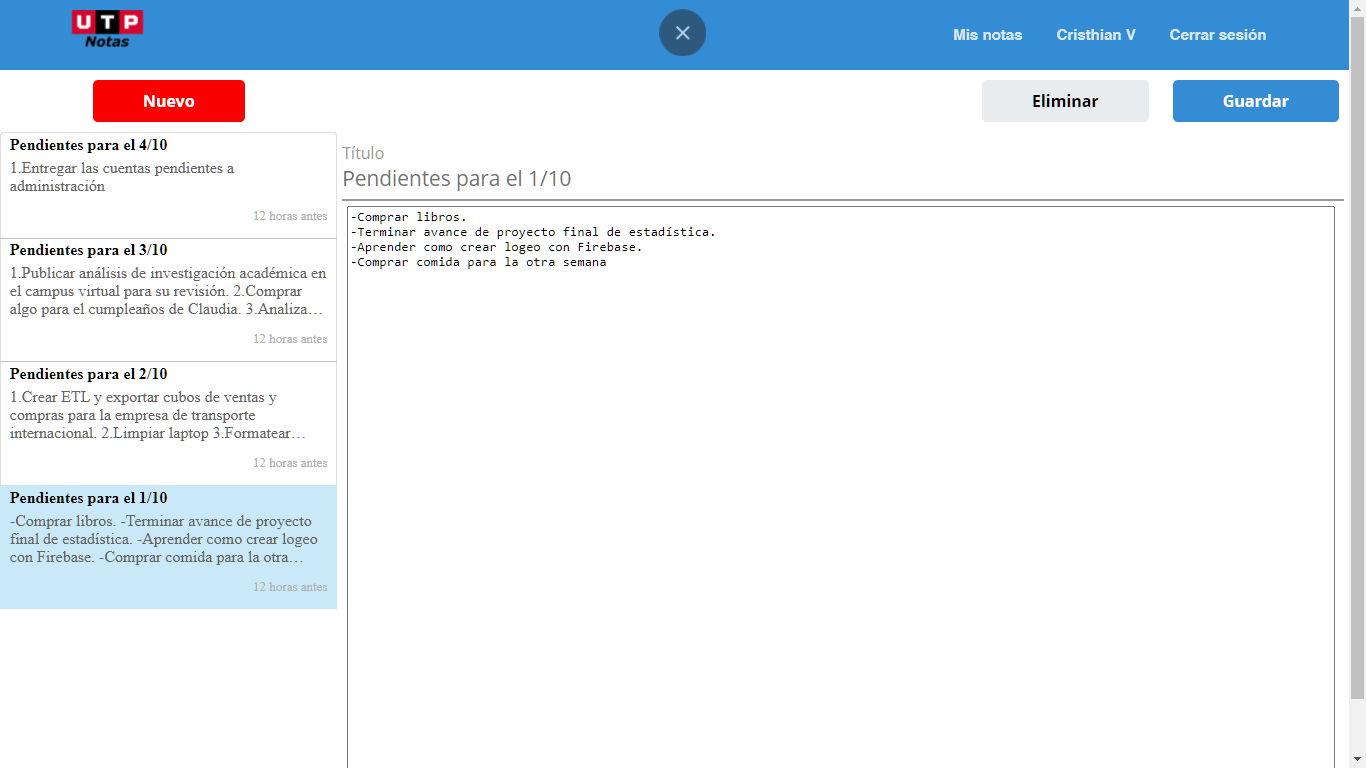 UTP
Notas
Mis notas
Cristhian V
Cerrar sesión
Nuevo
Eliminar
Guardar
Pendientes para el 4/10
1.Entregar las cuentas pendientes a
administración
12 horas antes
Pendientes para el 3/10
1.Publicar análisis de investigación académica en
el campus virtual para su revisión. 2.Comprar
algo para el cumpleaños de Claudia. 3.Analiza…
12 horas antes
Pendientes para el 2/10
1.Crear ETL y exportar cubos de ventas y
compras para la empresa de transporte
internacional. 2.Limpiar laptop 3.Formatear…
12 horas antes
Pendientes para el 1/10
-Comprar libros. -Terminar avance de proyecto
final de estadística. -Aprender como crear logeo
con Firebase. -Comprar comida para la otra…
12 horas antes
Título
Pendientes para el 1/10
-Comprar libros.
-Terminar avance de proyecto final de estadística.
-Aprender como crear logeo con Firebase.
-Comprar comida para la otra semana